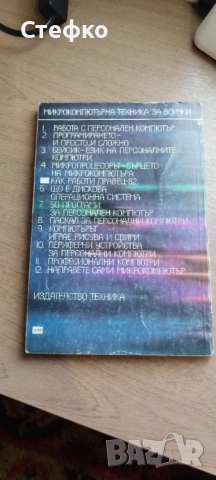 Стефко
МИКРОКОМПЮТЪРНА ТЕХНИКА ЗА ВСИЧКИ
1. РАБОТА С ПЕРСОНАЛЕН КОМПЮТЪР
2. ПРОГРАМИРАНЕТО-
И ПРОСТО,И СЛОЖНО
3. БЕЙСИК-ЕЗИК НА ПЕРСОНАЛНИТЕ
КОМПЮТРИ
4. МИКРОПРОЦЕСОРЪТ-СЪРЦЕТО
НА МИКРОКОМПЮТЪРА
КАК РАБОТИ ПРАВЕЦ-82
6. ЩО Е ДИСКОВА
ОПЕРАЦИОННА СИСТЕМА
7. 50 ПРОГРАМИ
ЗА ПЕРСОНАЛЕН КОМПЮТЪР
8. ПАСКАЛ ЗА ПЕРСОНАЛНИ КОМПЮТРИ
9. КОМПЮТЪРЪТ
ИГРАЕ,РИСУВА И СВИРИ
10. ПЕРИФЕРНИ УСТРОЙСТВА
ЗА ПЕРСОНАЛНИ КОМПЮТРИ
11. ПРОФЕСИОНАЛНИ КОМПЮТРИ
12. НАПРАВЕТЕ САМИ МИКРОКОМПЮТЪР
ИЗДАТЕЛСТВО ТЕХНИКА
BAZAR